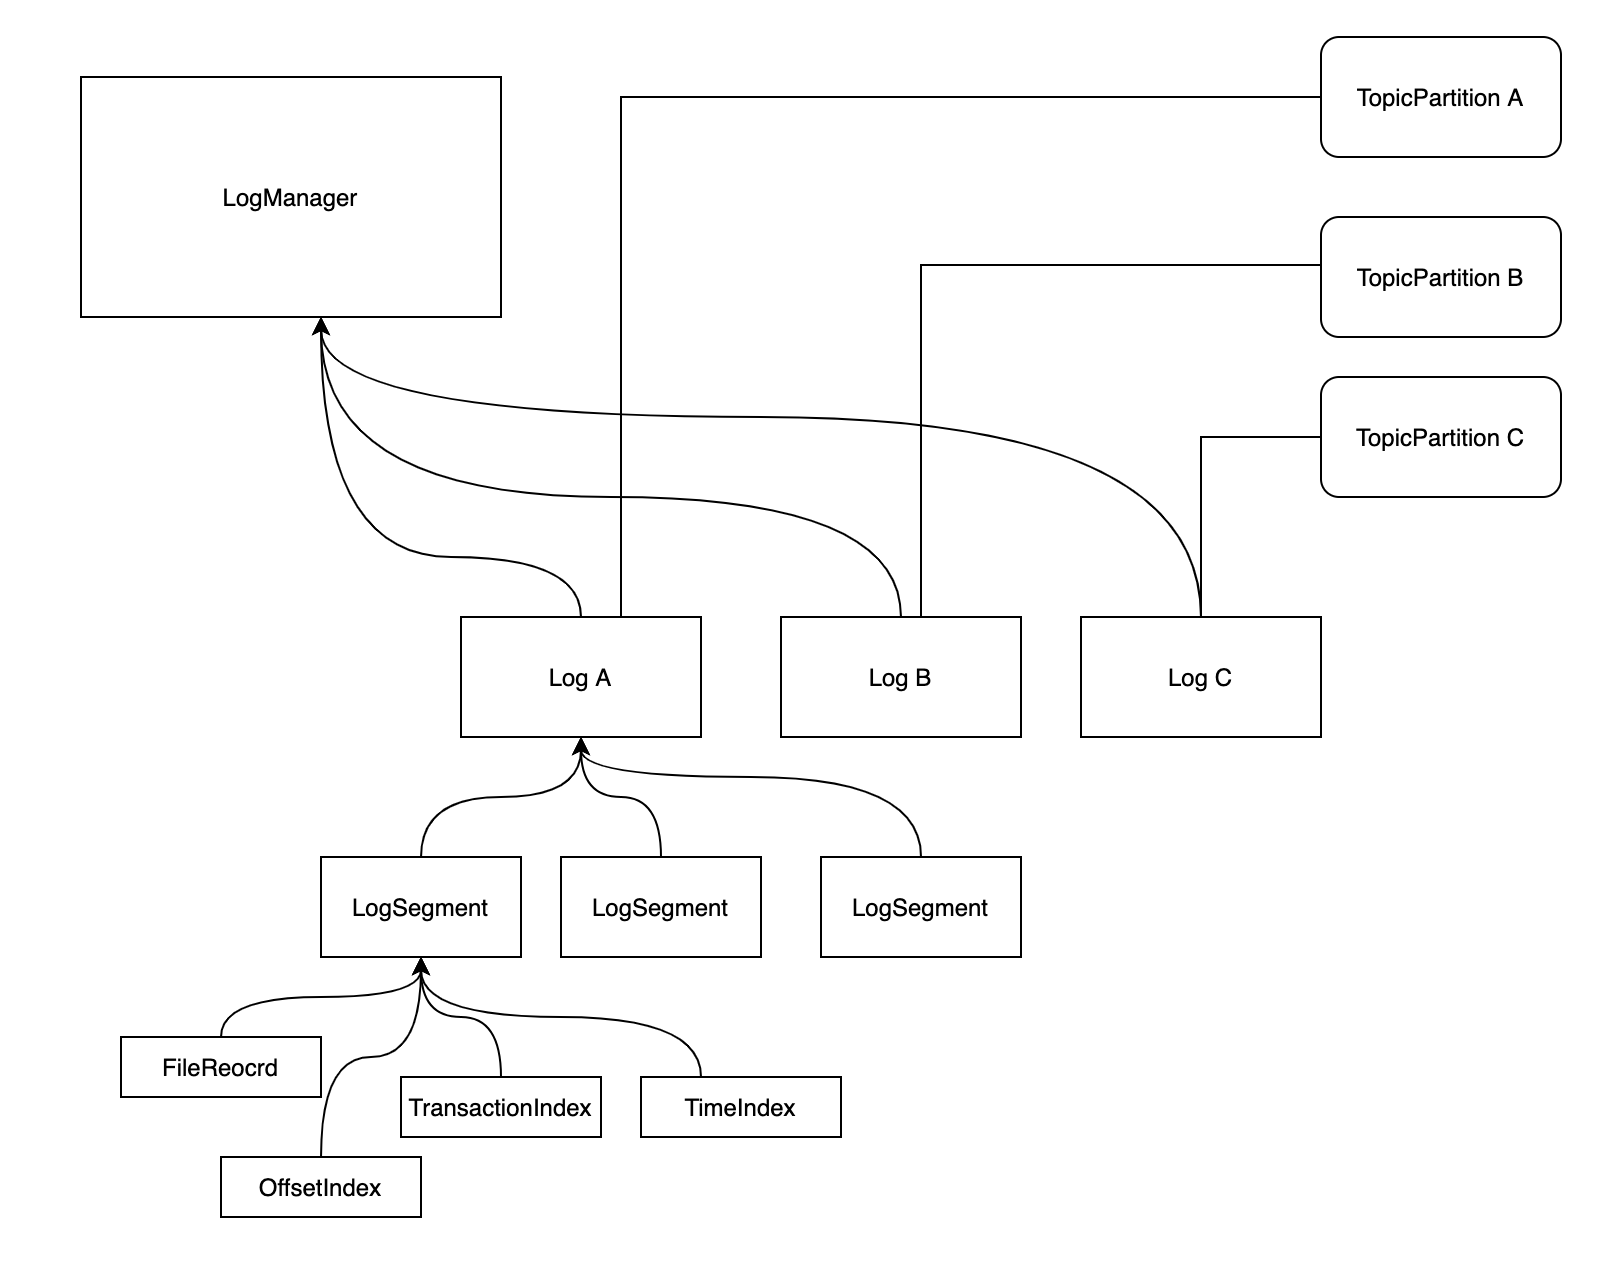 TopicPartition A
LogManager
TopicPartition B
TopicPartition C
Log A
Log B
Log C
LogSegment
LogSegment
LogSegment
FileReocrd
TransactionIndex
TimeIndex
OffsetIndex